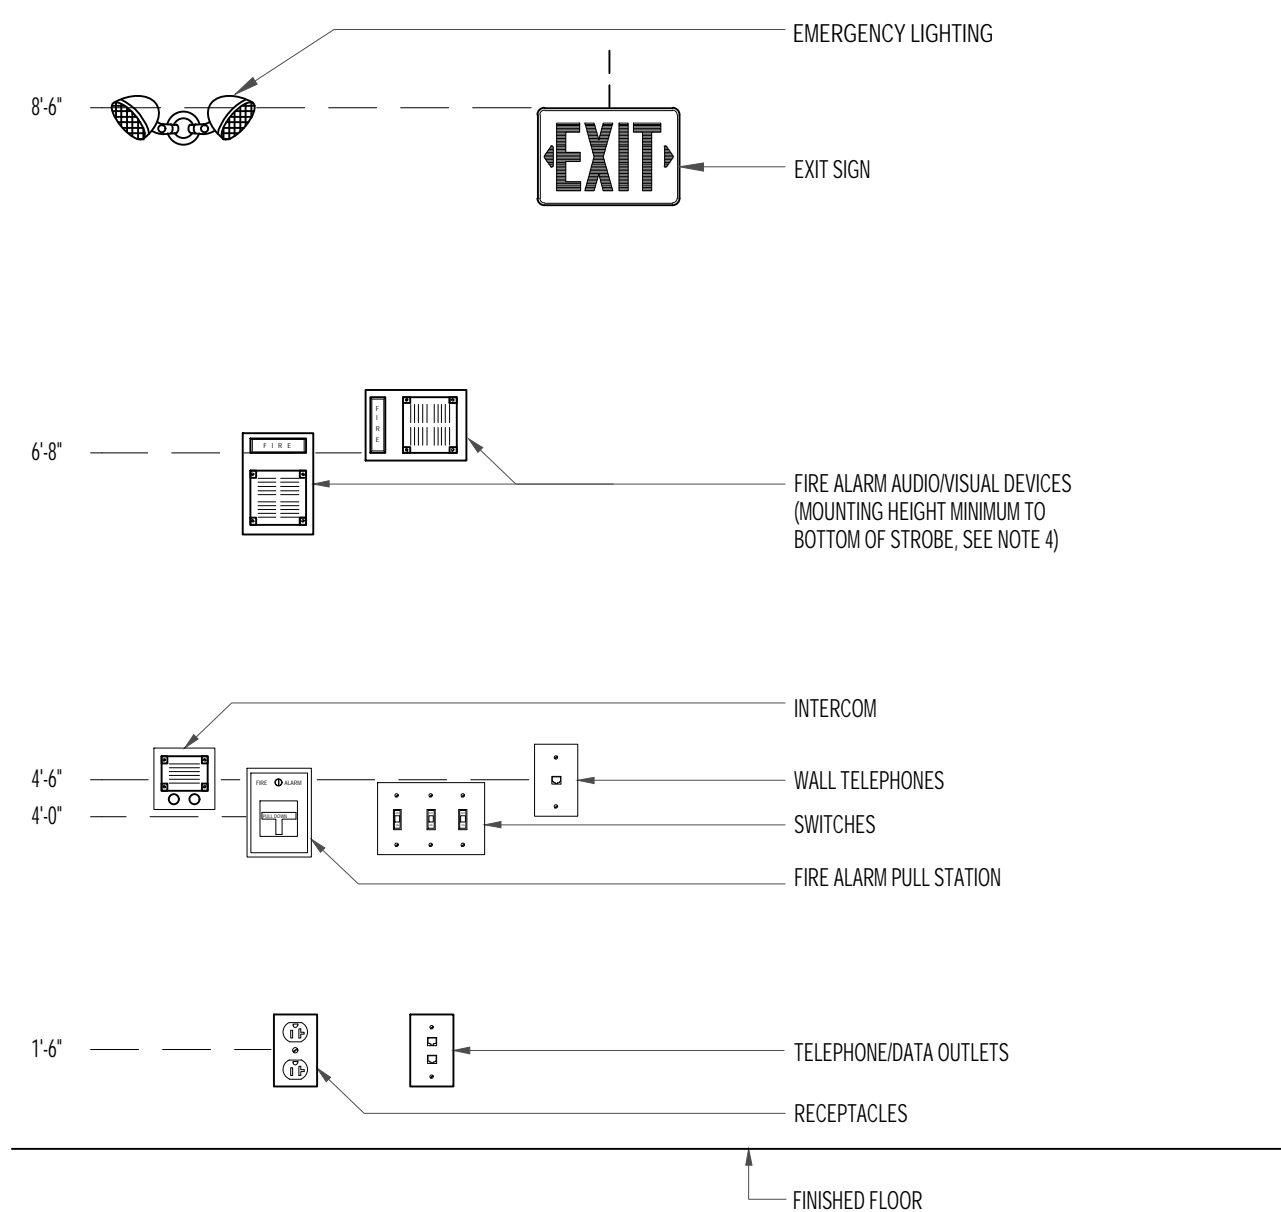 EMERGENCY LIGHTING
8'-6"
EXIT
EXIT SIGN
FIRE
6'-8"
FIRE
FIRE ALARM AUDIO/VISUAL DEVICES
(MOUNTING HEIGHT MINIMUM TO
BOTTOM OF STROBE, SEE NOTE 4)
INTERCOM
4'-6"
FIRE ALARM
WALL TELEPHONES
4'-0"
PULL DOWN
SWITCHES
FIRE ALARM PULL STATION
1'-6"
TELEPHONE/DATA OUTLETS
RECEPTACLES
FINISHED FLOOR